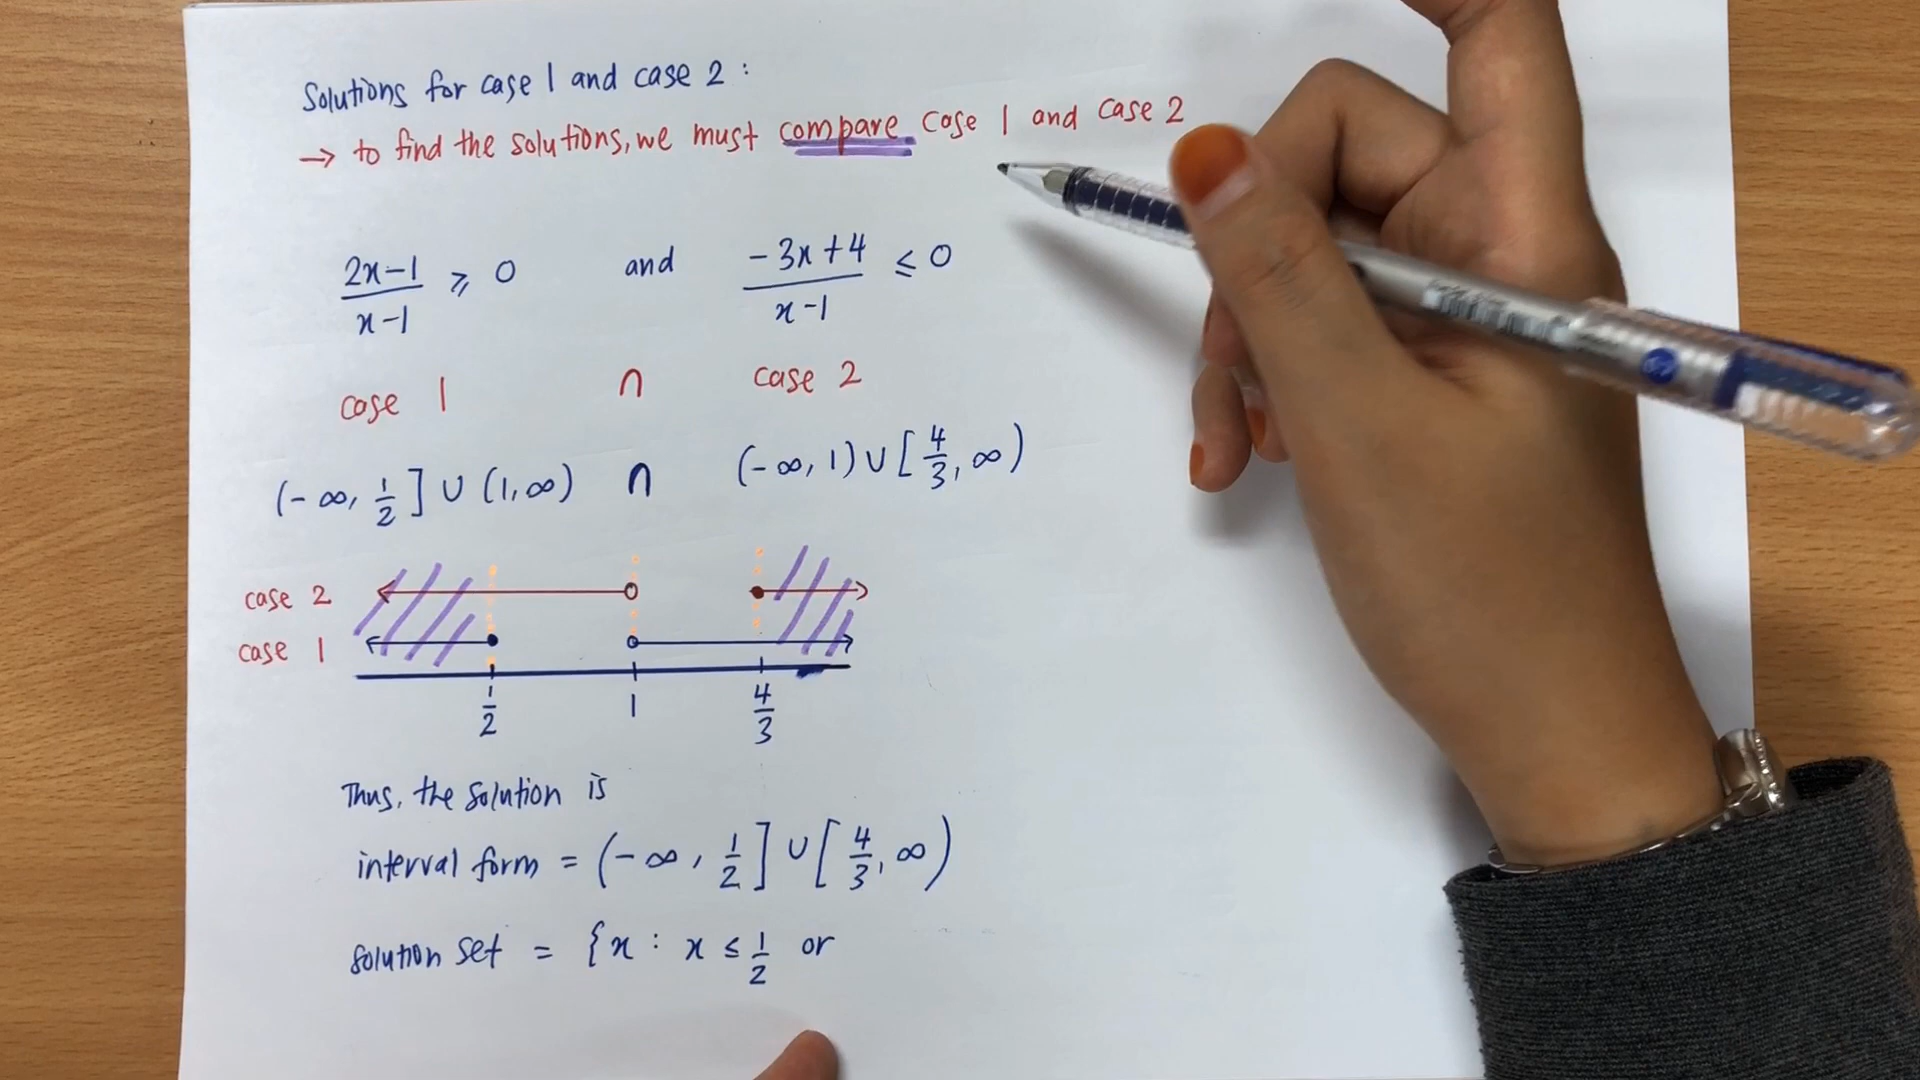 Solutions for case 1 and case 2 :
→ to find the solutions, we must compare case 1 and case 2
2x-1/x-1 ≥ 0 and -3x+4/x-1 ≤ 0
case 1 ∩ case 2
(-∞, 1/2] ∪ (1, ∞) ∩ (-∞, 1) ∪ [4/3, ∞)
case 2
case 1
1/2 1 4/3
Thus, the solution is
interval form = (-∞, 1/2] ∪ [4/3, ∞)
solution set = {x : x ≤ 1/2 or